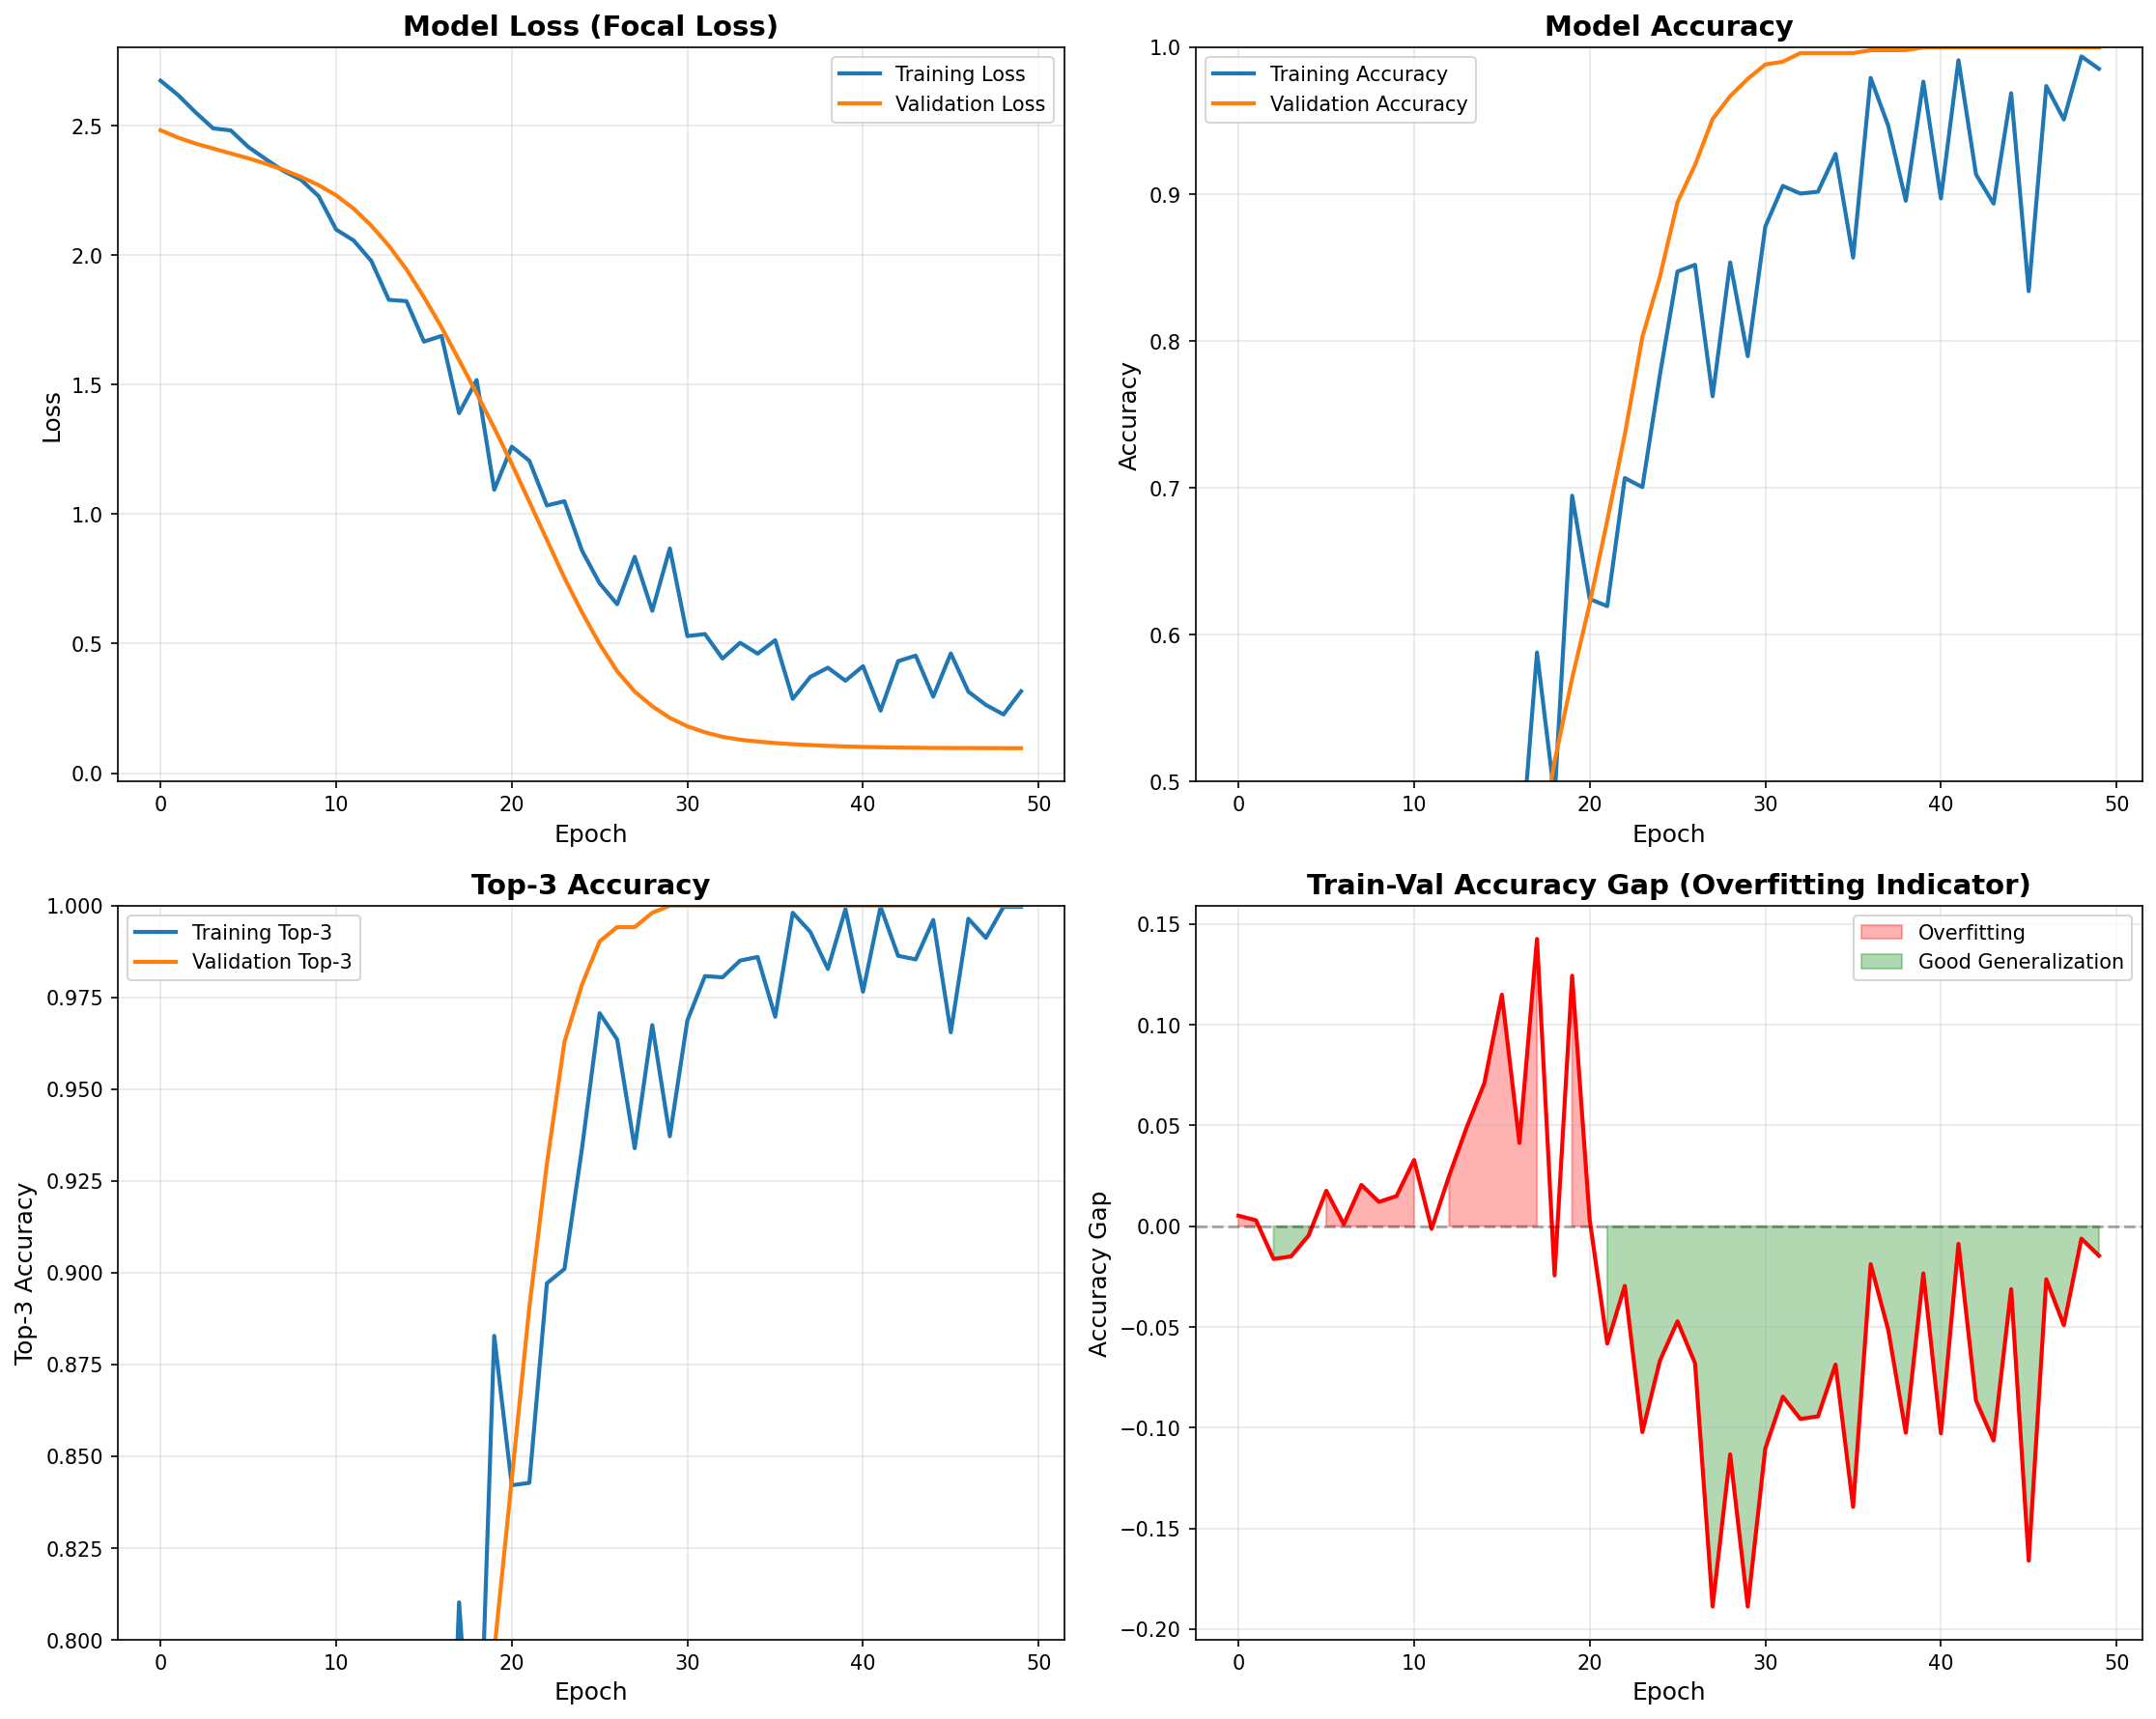 Model Loss (Focal Loss)
Training Loss
Validation Loss
2.5
2.0
1.5
1.0
0.5
0.0
Loss
0 10 20 30 40 50
Epoch
Model Accuracy
Training Accuracy
Validation Accuracy
1.0
0.9
0.8
0.7
0.6
0.5
Accuracy
0 10 20 30 40 50
Epoch
Top-3 Accuracy
Training Top-3
Validation Top-3
1.000
0.975
0.950
0.925
0.900
0.875
0.850
0.825
0.800
Top-3 Accuracy
0 10 20 30 40 50
Epoch
Train-Val Accuracy Gap (Overfitting Indicator)
Overfitting
Good Generalization
0.15
0.10
0.05
0.00
−0.05
−0.10
−0.15
−0.20
Accuracy Gap
0 10 20 30 40 50
Epoch